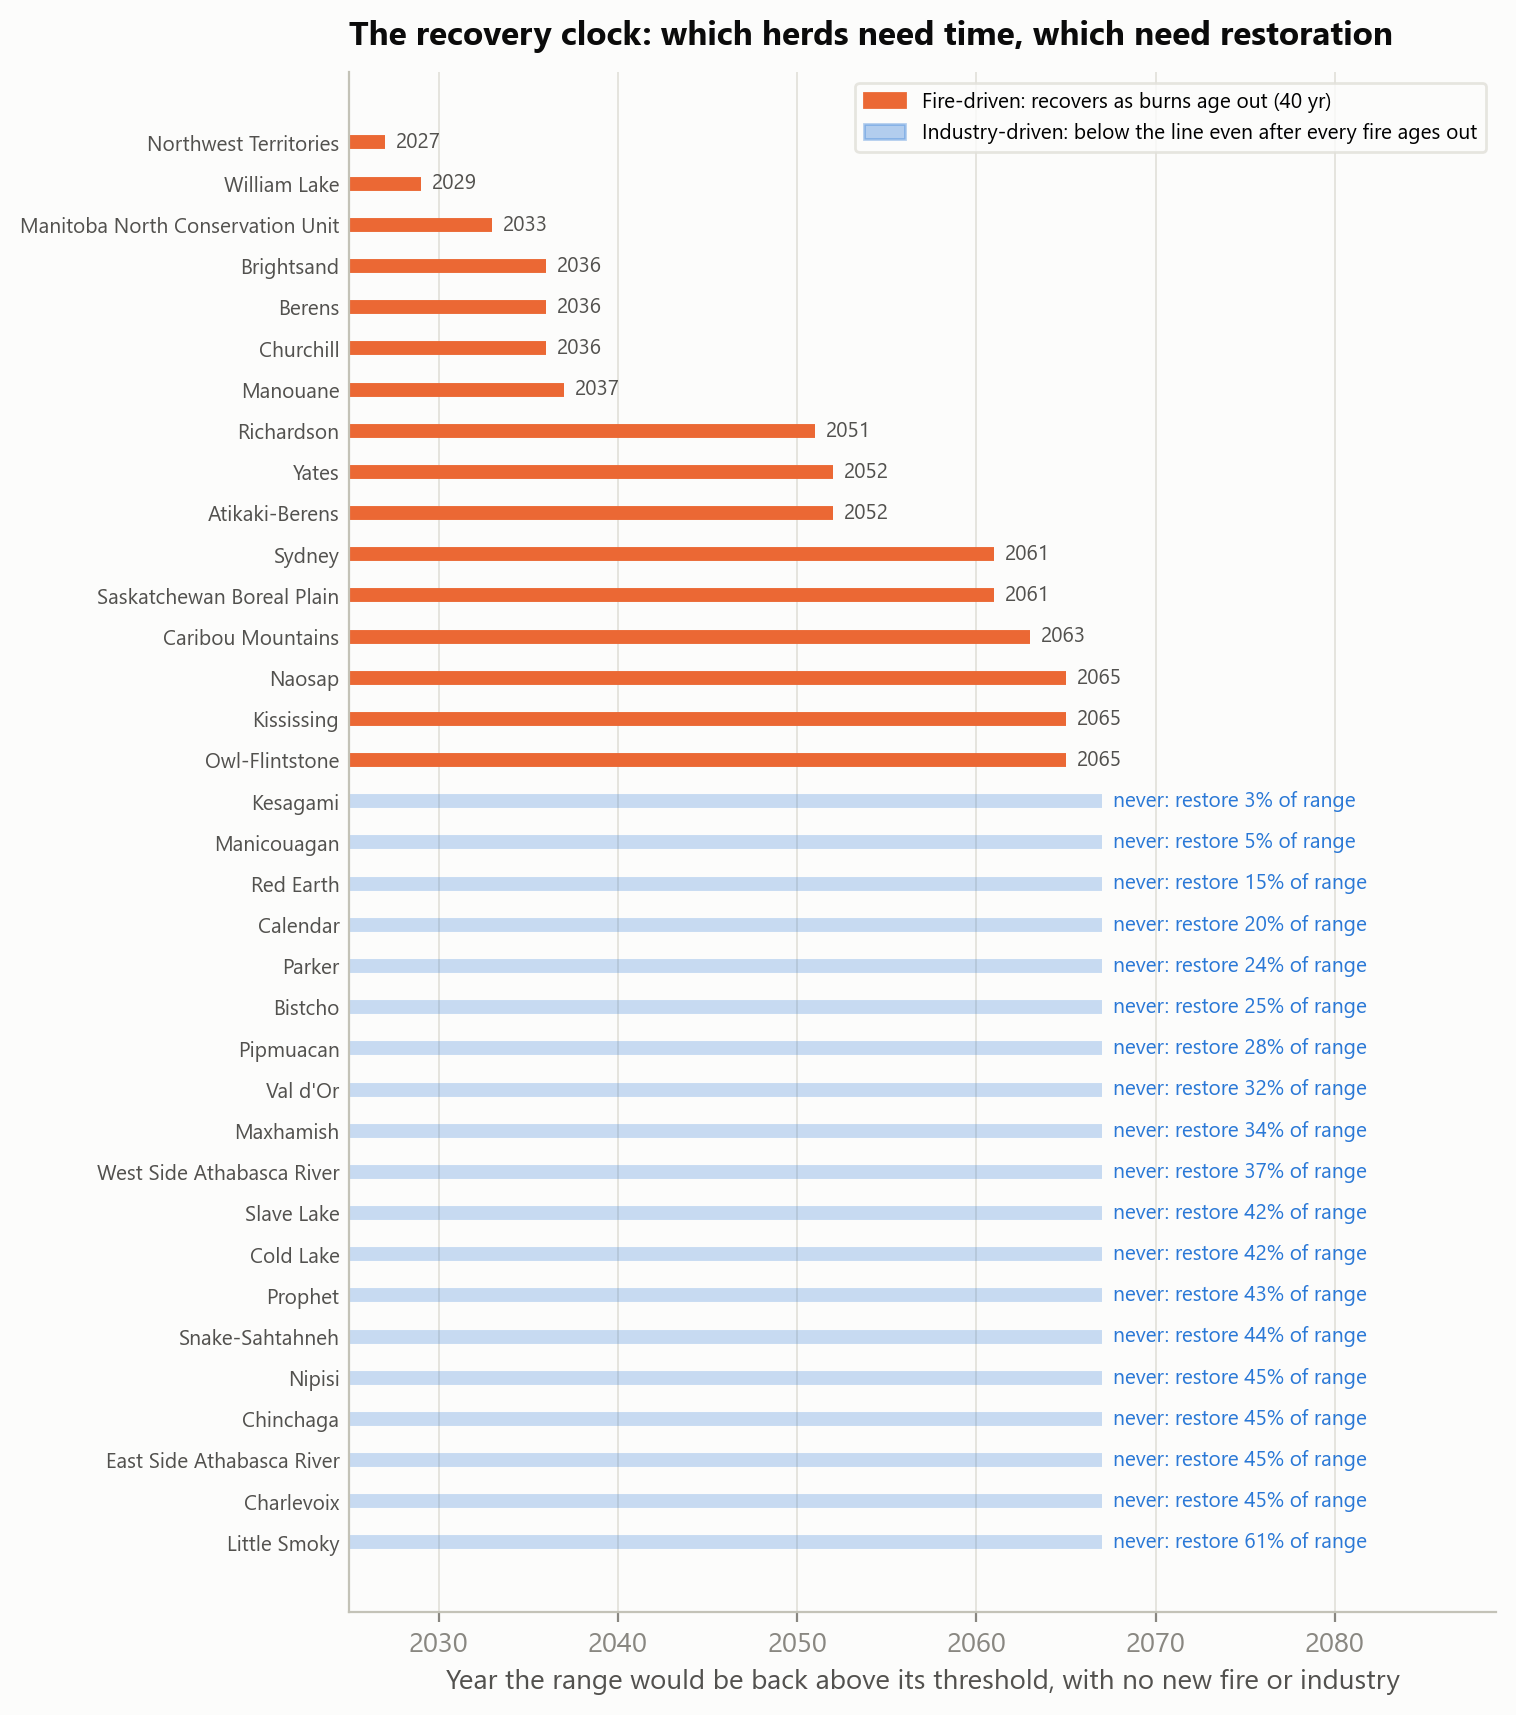 The recovery clock: which herds need time, which need restoration
Fire-driven: recovers as burns age out (40 yr)
Industry-driven: below the line even after every fire ages out
Northwest Territories 2027
William Lake 2029
Manitoba North Conservation Unit 2033
Brightsand 2036
Berens 2036
Churchill 2036
Manouane 2037
Richardson 2051
Yates 2052
Atikaki-Berens 2052
Sydney 2061
Saskatchewan Boreal Plain 2061
Caribou Mountains 2063
Naosap 2065
Kississing 2065
Owl-Flintstone 2065
Kesagami never: restore 3% of range
Manicouagan never: restore 5% of range
Red Earth never: restore 15% of range
Calendar never: restore 20% of range
Parker never: restore 24% of range
Bistcho never: restore 25% of range
Pipmuacan never: restore 28% of range
Val d'Or never: restore 32% of range
Maxhamish never: restore 34% of range
West Side Athabasca River never: restore 37% of range
Slave Lake never: restore 42% of range
Cold Lake never: restore 42% of range
Prophet never: restore 43% of range
Snake-Sahtahneh never: restore 44% of range
Nipisi never: restore 45% of range
Chinchaga never: restore 45% of range
East Side Athabasca River never: restore 45% of range
Charlevoix never: restore 45% of range
Little Smoky never: restore 61% of range
2030 2040 2050 2060 2070 2080
Year the range would be back above its threshold, with no new fire or industry